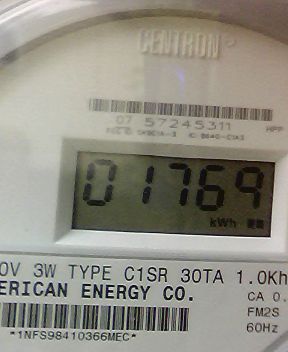 CENTRON
07 57245311
HPP
01769
kWh
0V 3W TYPE C1SR 30TA 1.0Kh
ERICAN ENERGY CO.
CA 0.
FM2S
60Hz
*1NFS98410366MEC*